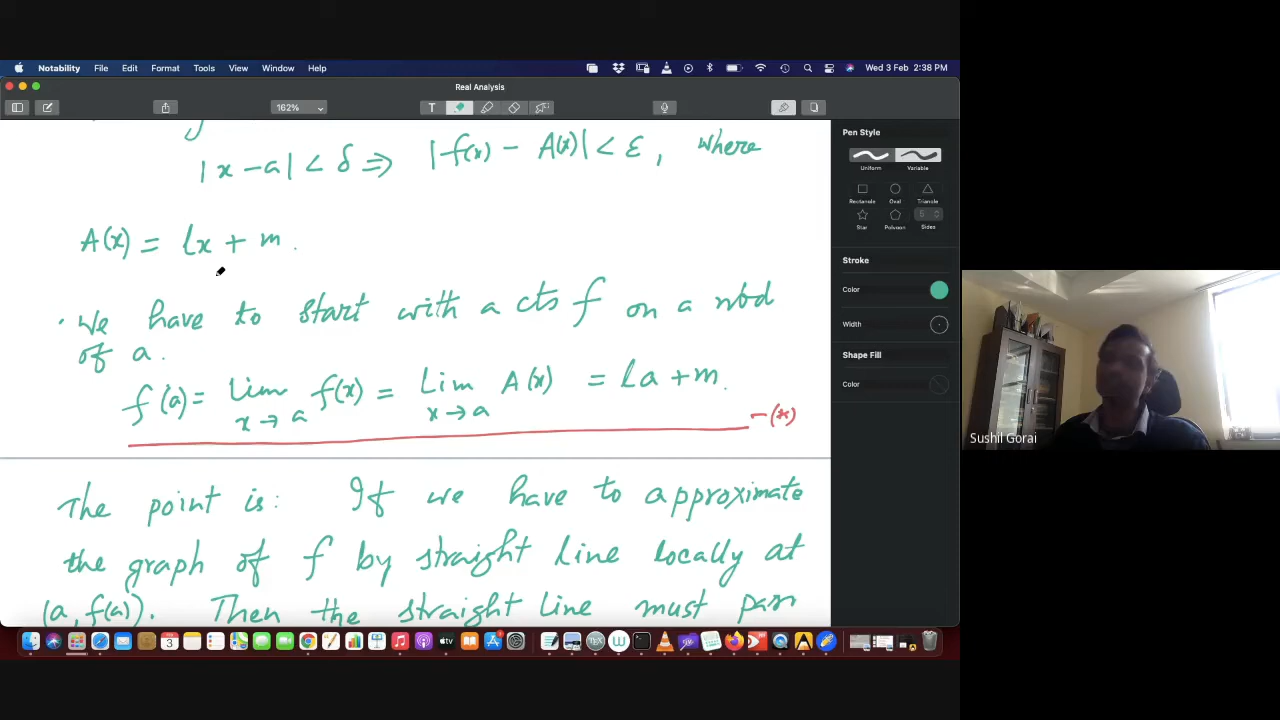 Notability File Edit Format Tools View Window Help Wed 3 Feb 2:38 PM
Real Analysis
162%
T
|x-a| < δ ⇒ |f(x) - A(x)| < ε, where
A(x) = lx + m.
· We have to start with a cts f on a nbd
of a.
f(a) = lim f(x) = Lim A(x) = la + m.
x→a x→a
-(*)
The point is: If we have to approximate
the graph of f by straight line locally at
(a, f(a)). Then the straight line must pass
Pen Style
Uniform Variable
Rectangle Oval Triangle
5
Star Polygon Sides
Stroke
Color
Width
Shape Fill
Color
Sushil Gorai